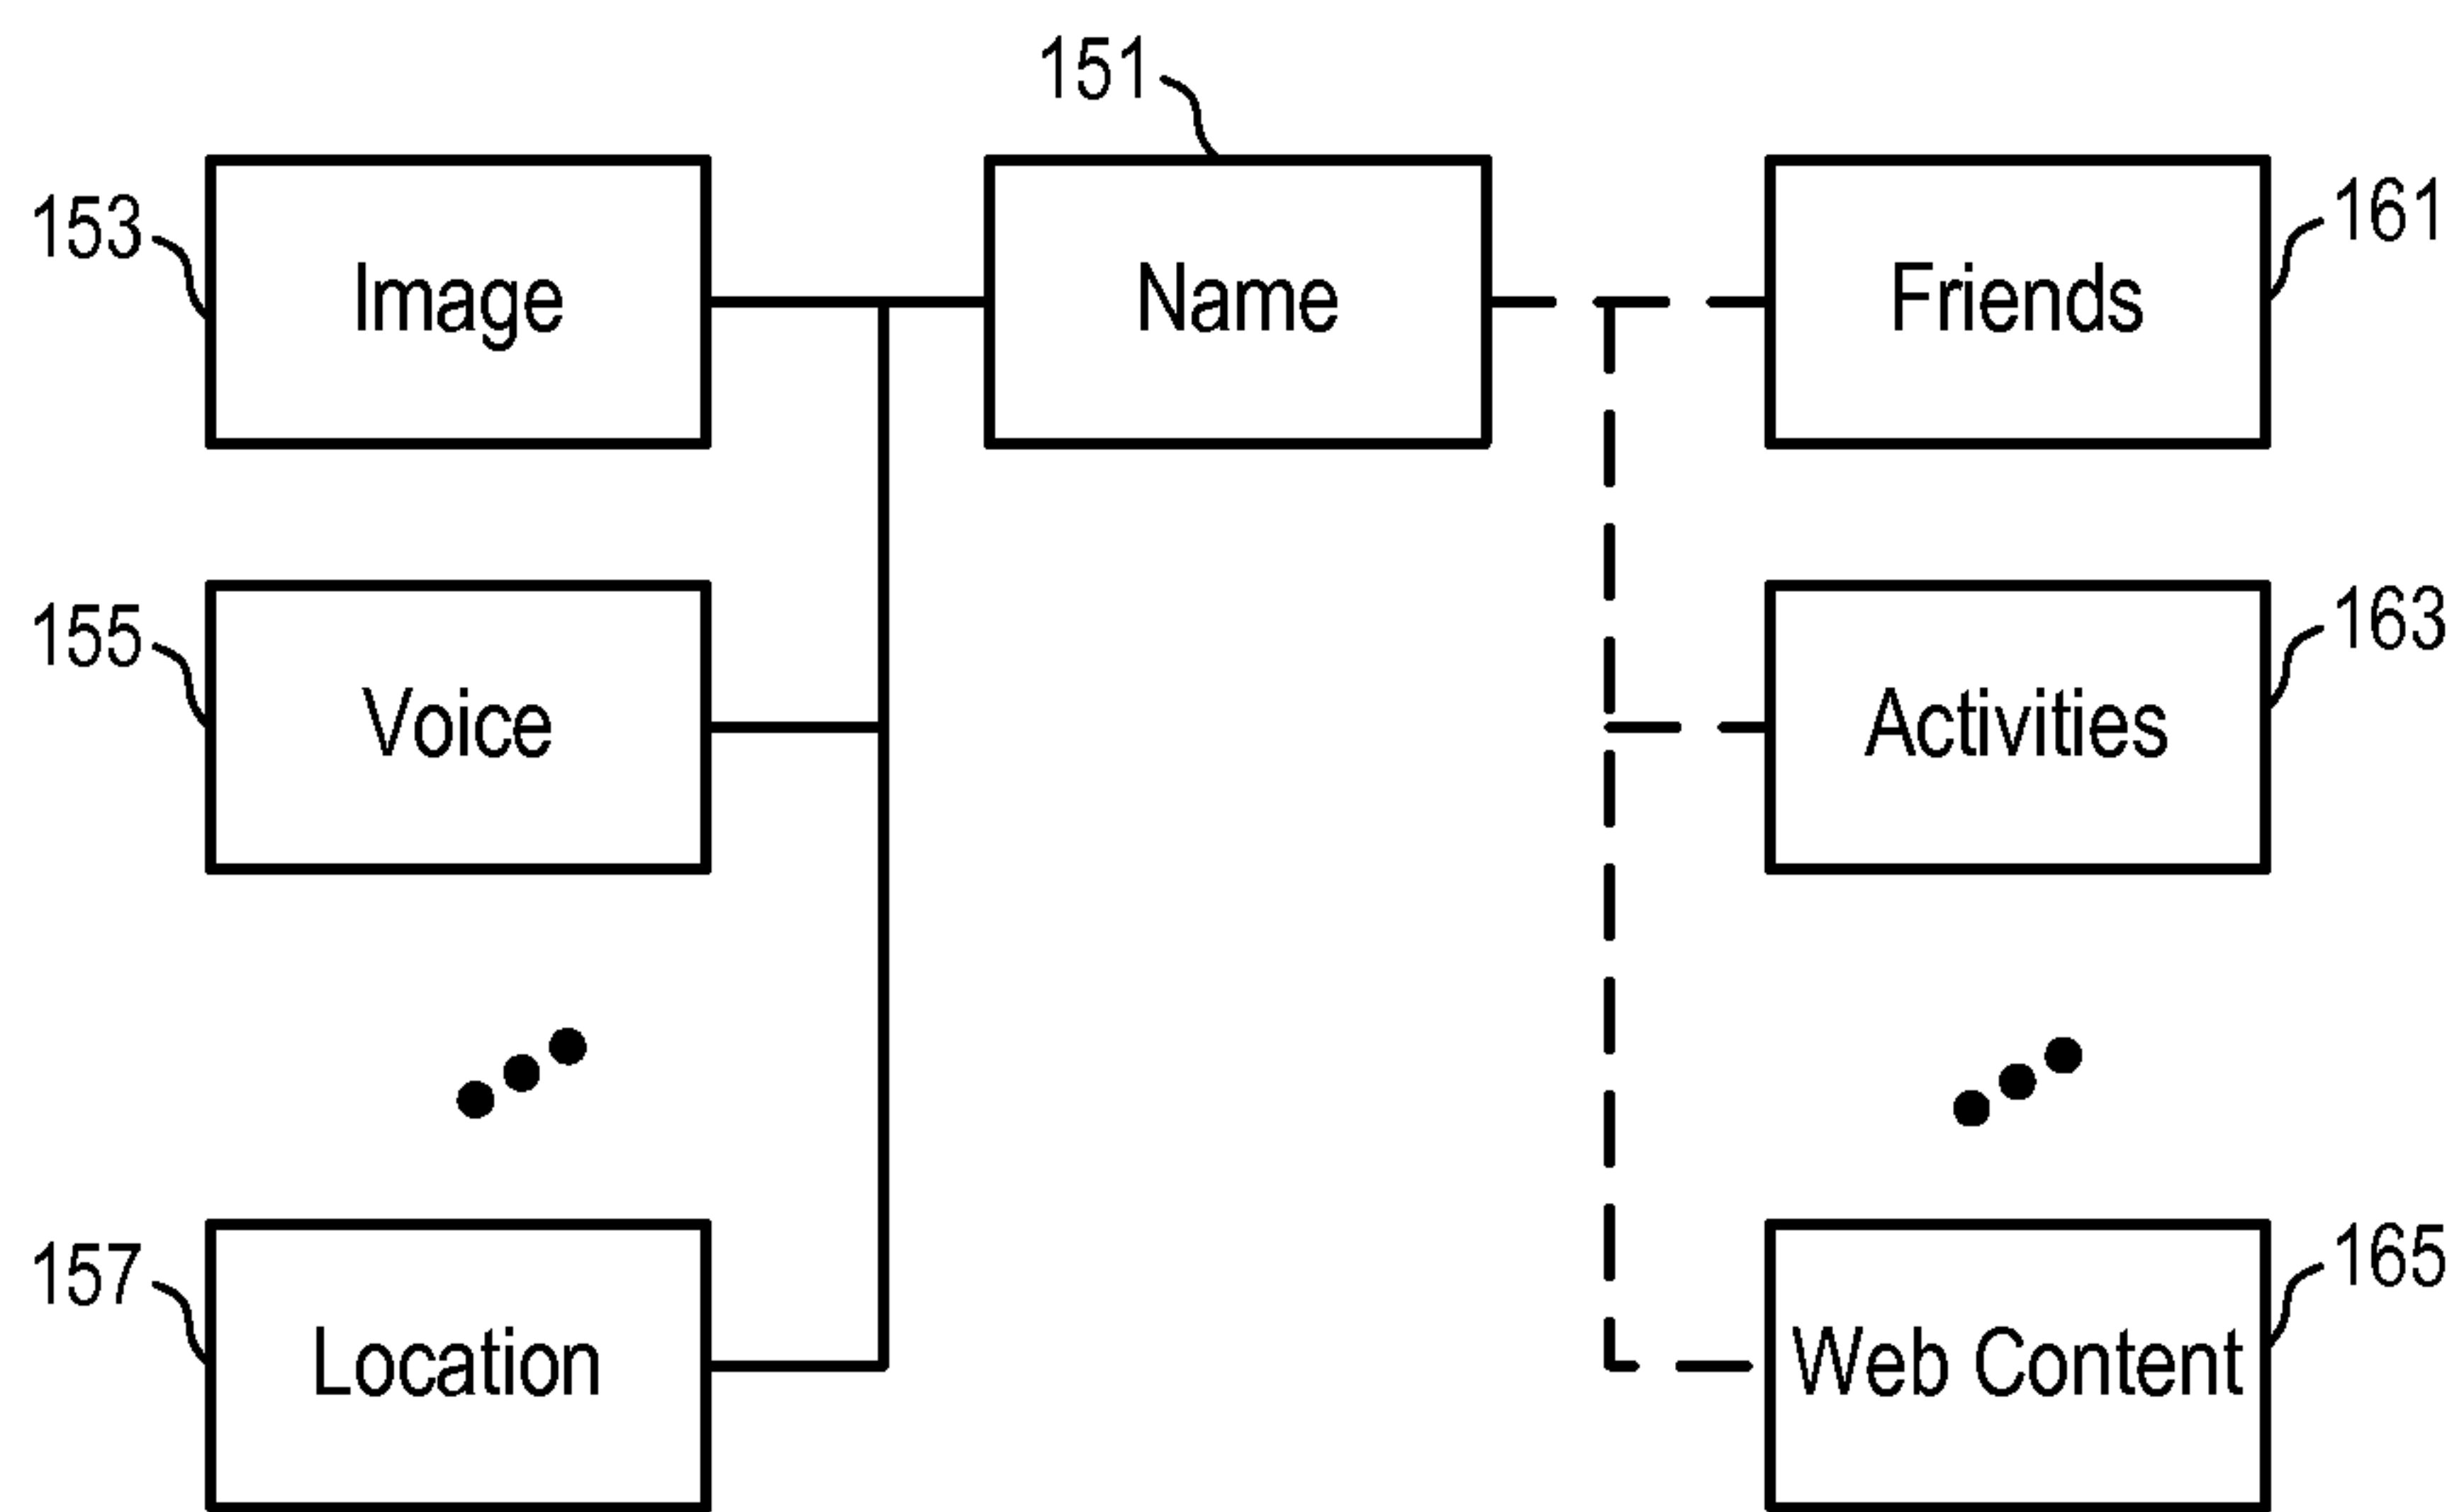 151
153
Image
Name
Friends
161
155
Voice
Activities
163
157
Location
Web Content
165